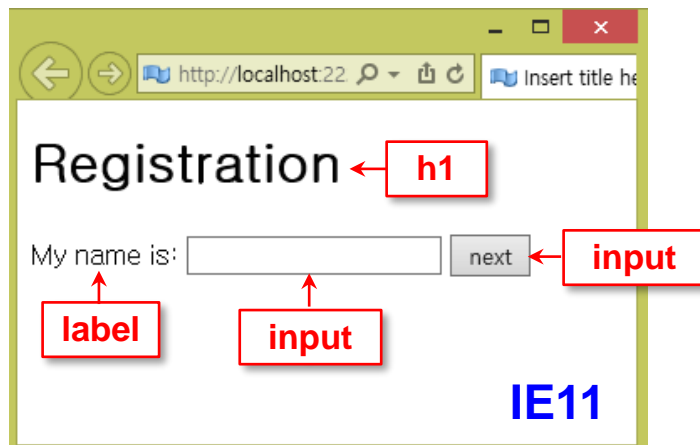 http://localhost:22
Insert title he
Registration
h1
My name is:
next
input
label
input
IE11